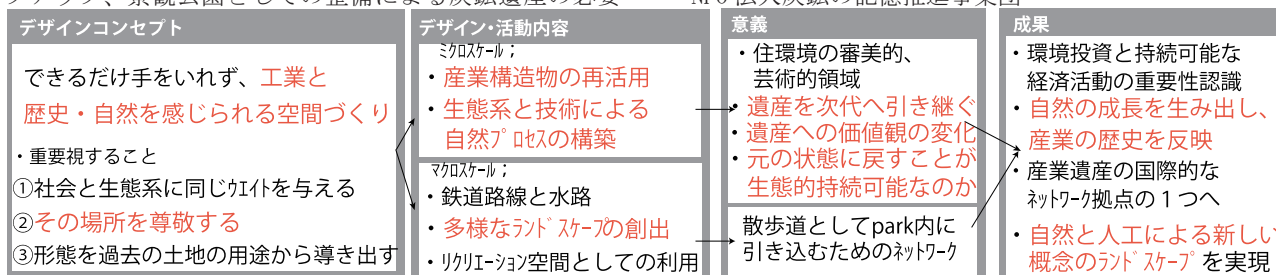 デザインコンセプト
できるだけ手をいれず、工業と
歴史・自然を感じられる空間づくり
・重要視すること
①社会と生態系に同じウエイトを与える
②その場所を尊敬する
③形態を過去の土地の用途から導き出す
デザイン・活動内容
ミクロスケール；
・産業構造物の再活用
・生態系と技術による
自然プロセスの構築
マクロスケール；
・鉄道路線と水路
・多様なランドスケープの創出
・リクリエーション空間としての利用
意義
・住環境の審美的、
芸術的領域
・遺産を次代へ引き継ぐ
・遺産への価値観の変化
・元の状態に戻すことが
生態的持続可能なのか
散歩道としてpark内に
引き込むためのネットワーク
成果
・環境投資と持続可能な
経済活動の重要性認識
・自然の成長を生み出し、
産業の歴史を反映
・産業遺産の国際的な
ネットワーク拠点の１つへ
・自然と人工による新しい
概念のランドスケープを実現